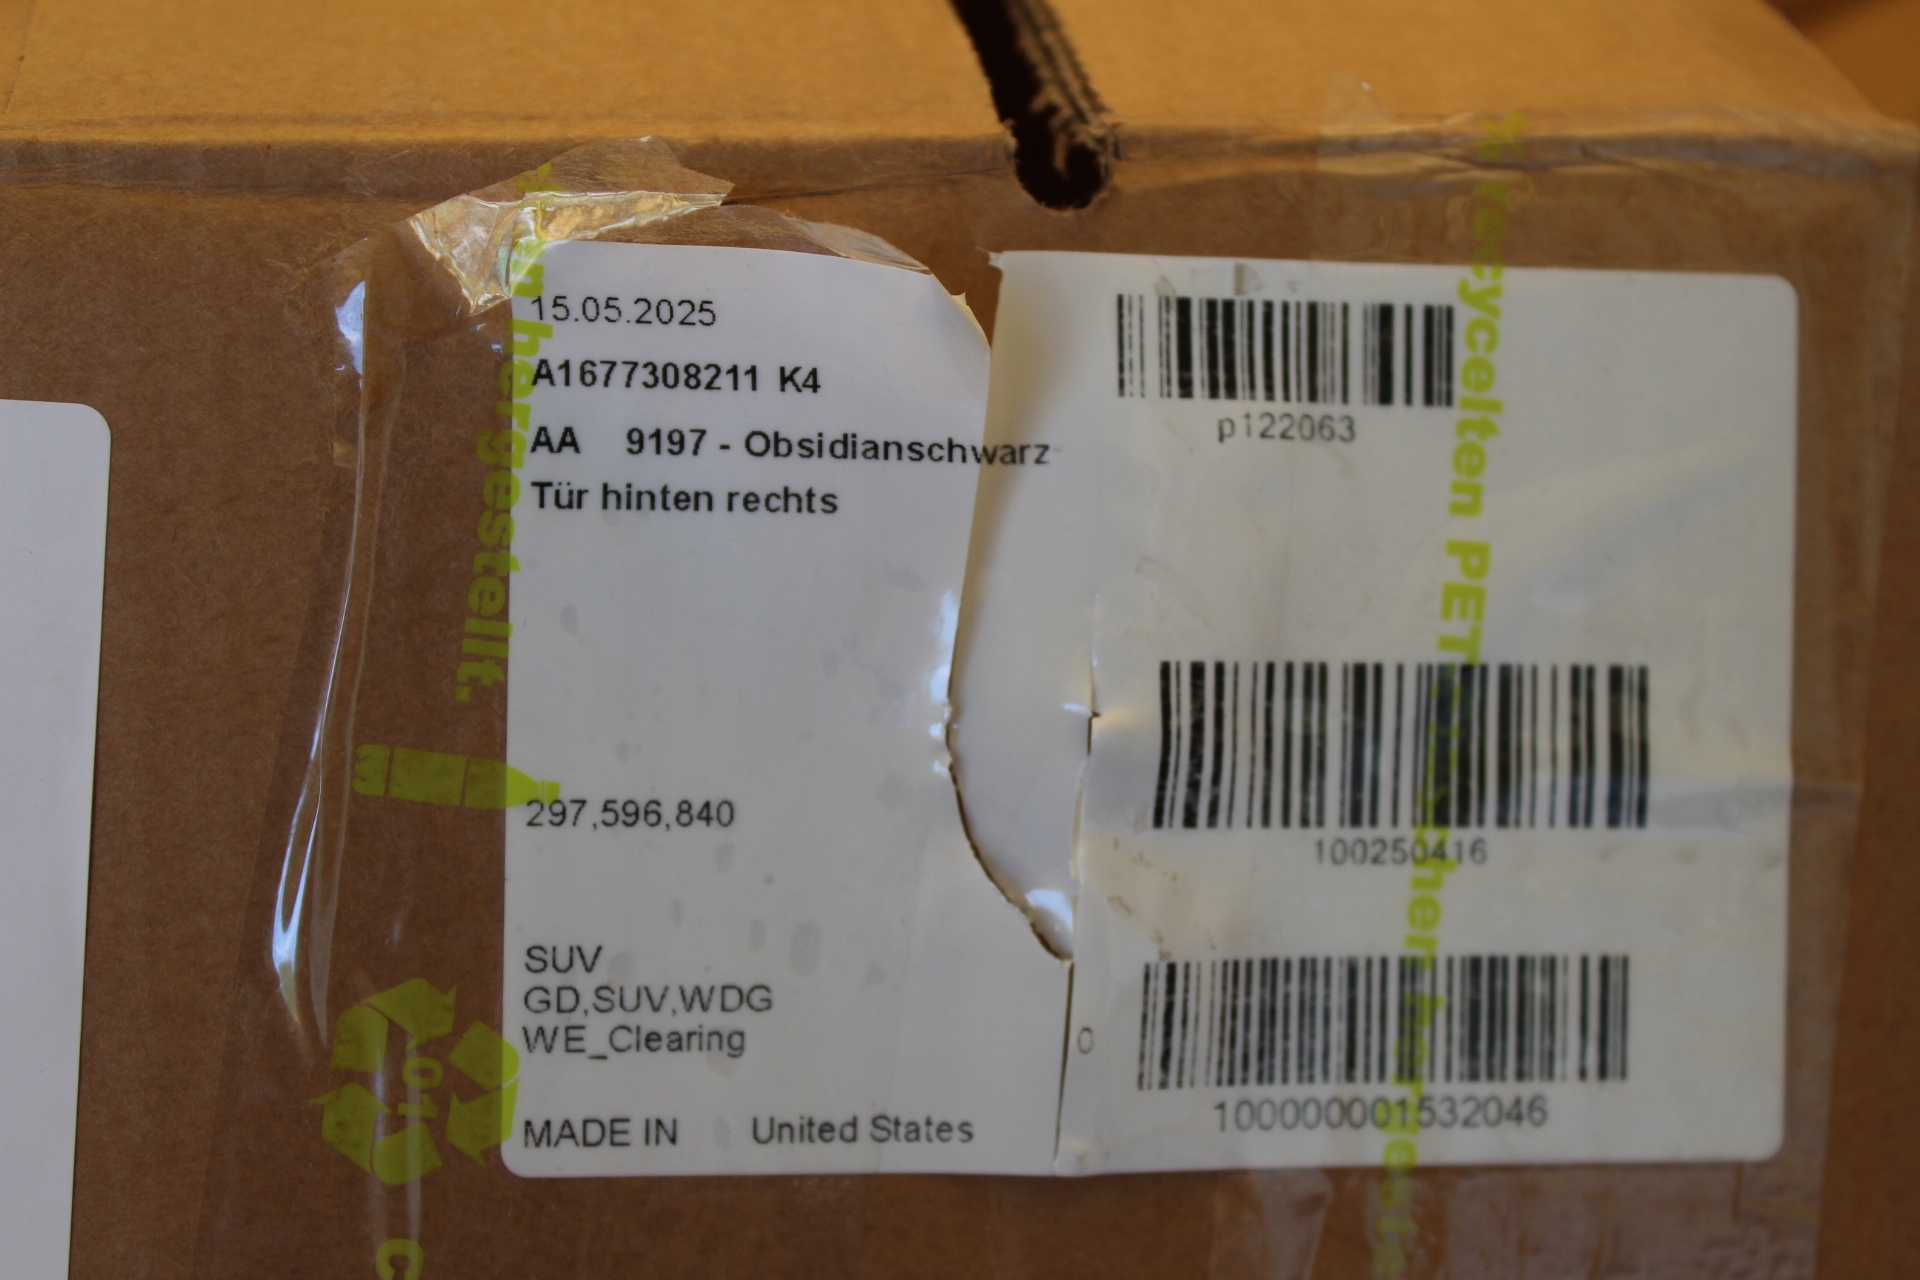 15.05.2025
A1677308211 K4
AA 9197 - Obsidianschwarz
Tür hinten rechts
297,596,840
SUV
GD,SUV,WDG
WE_Clearing
0
MADE IN United States
p122063
100250416
100000001532046
hergestellt.
01
recycelten PET